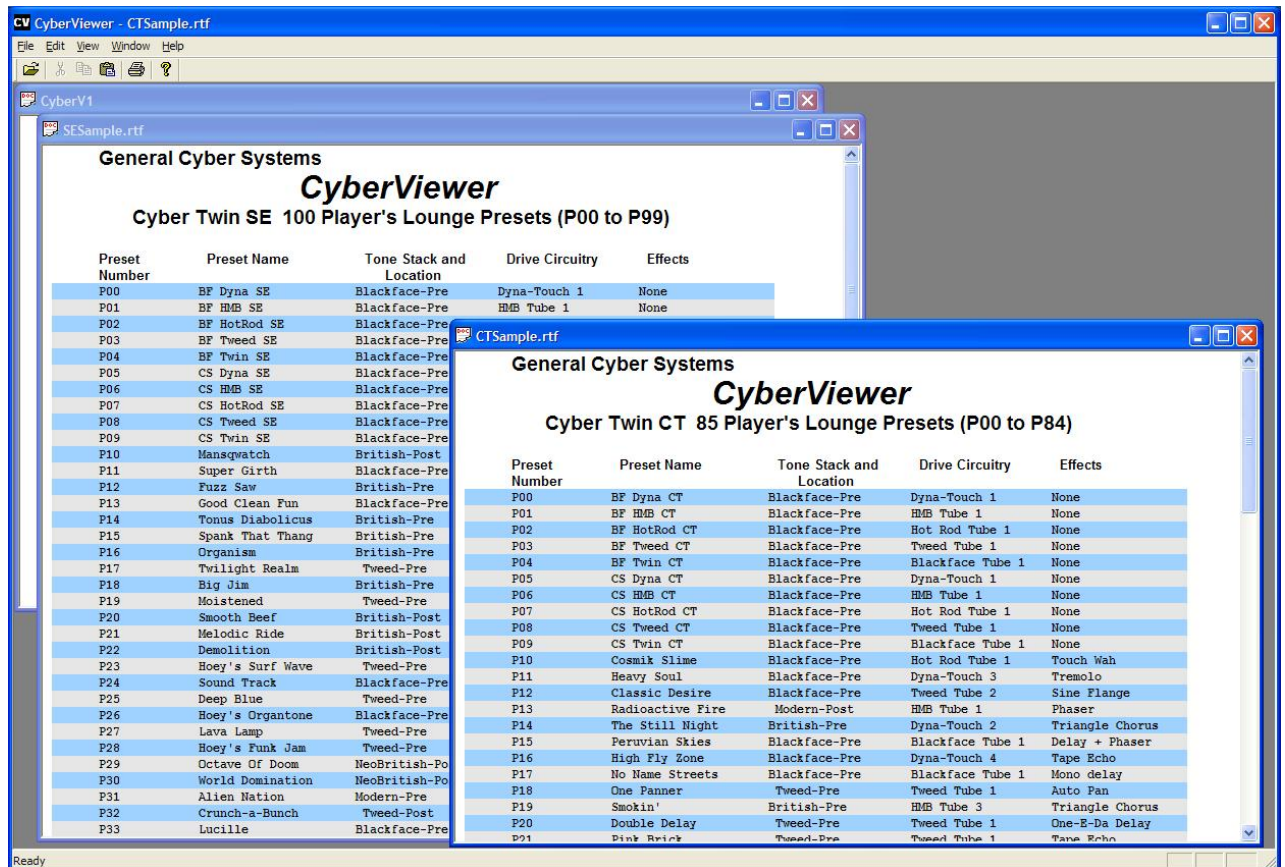 CV CyberViewer - CTSample.rtf
File Edit View Window Help
CyberV1
SESample.rtf
General Cyber Systems
CyberViewer
Cyber Twin SE 100 Player's Lounge Presets (P00 to P99)
Preset Number Preset Name Tone Stack and Location Drive Circuitry Effects
P00 BF Dyna SE Blackface-Pre Dyna-Touch 1 None
P01 BF HMB SE Blackface-Pre HMB Tube 1 None
P02 BF HotRod SE Blackface-Pre
P03 BF Tweed SE Blackface-Pre
P04 BF Twin SE Blackface-Pre
P05 CS Dyna SE Blackface-Pre
P06 CS HMB SE Blackface-Pre
P07 CS HotRod SE Blackface-Pre
P08 CS Tweed SE Blackface-Pre
P09 CS Twin SE Blackface-Pre
P10 Mansqwatch British-Post
P11 Super Girth Blackface-Pre
P12 Fuzz Saw British-Pre
P13 Good Clean Fun Blackface-Pre
P14 Tonus Diabolicus British-Pre
P15 Spank That Thang British-Pre
P16 Organism British-Pre
P17 Twilight Realm Tweed-Pre
P18 Big Jim British-Pre
P19 Moistened Tweed-Pre
P20 Smooth Beef British-Post
P21 Melodic Ride British-Post
P22 Demolition British-Post
P23 Hoey's Surf Wave Tweed-Pre
P24 Sound Track Blackface-Pre
P25 Deep Blue Tweed-Pre
P26 Hoey's Organtone Blackface-Pre
P27 Lava Lamp Tweed-Pre
P28 Hoey's Funk Jam Tweed-Pre
P29 Octave Of Doom NeoBritish-Po
P30 World Domination NeoBritish-Po
P31 Alien Nation Modern-Pre
P32 Crunch-a-Bunch Tweed-Post
P33 Lucille Blackface-Pre
CTSample.rtf
General Cyber Systems
CyberViewer
Cyber Twin CT 85 Player's Lounge Presets (P00 to P84)
Preset Number Preset Name Tone Stack and Location Drive Circuitry Effects
P00 BF Dyna CT Blackface-Pre Dyna-Touch 1 None
P01 BF HMB CT Blackface-Pre HMB Tube 1 None
P02 BF HotRod CT Blackface-Pre Hot Rod Tube 1 None
P03 BF Tweed CT Blackface-Pre Tweed Tube 1 None
P04 BF Twin CT Blackface-Pre Blackface Tube 1 None
P05 CS Dyna CT Blackface-Pre Dyna-Touch 1 None
P06 CS HMB CT Blackface-Pre HMB Tube 1 None
P07 CS HotRod CT Blackface-Pre Hot Rod Tube 1 None
P08 CS Tweed CT Blackface-Pre Tweed Tube 1 None
P09 CS Twin CT Blackface-Pre Blackface Tube 1 None
P10 Cosmik Slime Blackface-Pre Hot Rod Tube 1 Touch Wah
P11 Heavy Soul Blackface-Pre Dyna-Touch 3 Tremolo
P12 Classic Desire Blackface-Pre Tweed Tube 2 Sine Flange
P13 Radioactive Fire Modern-Post HMB Tube 1 Phaser
P14 The Still Night British-Pre Dyna-Touch 2 Triangle Chorus
P15 Peruvian Skies Blackface-Pre Blackface Tube 1 Delay + Phaser
P16 High Fly Zone Blackface-Pre Dyna-Touch 4 Tape Echo
P17 No Name Streets Blackface-Pre Blackface Tube 1 Mono delay
P18 One Panner Tweed-Pre Tweed Tube 1 Auto Pan
P19 Smokin' British-Pre HMB Tube 3 Triangle Chorus
P20 Double Delay Tweed-Pre Tweed Tube 1 One-E-Da Delay
P21 Pink Brick Tweed-Pre Tweed Tube 1 Tape Echo
Ready